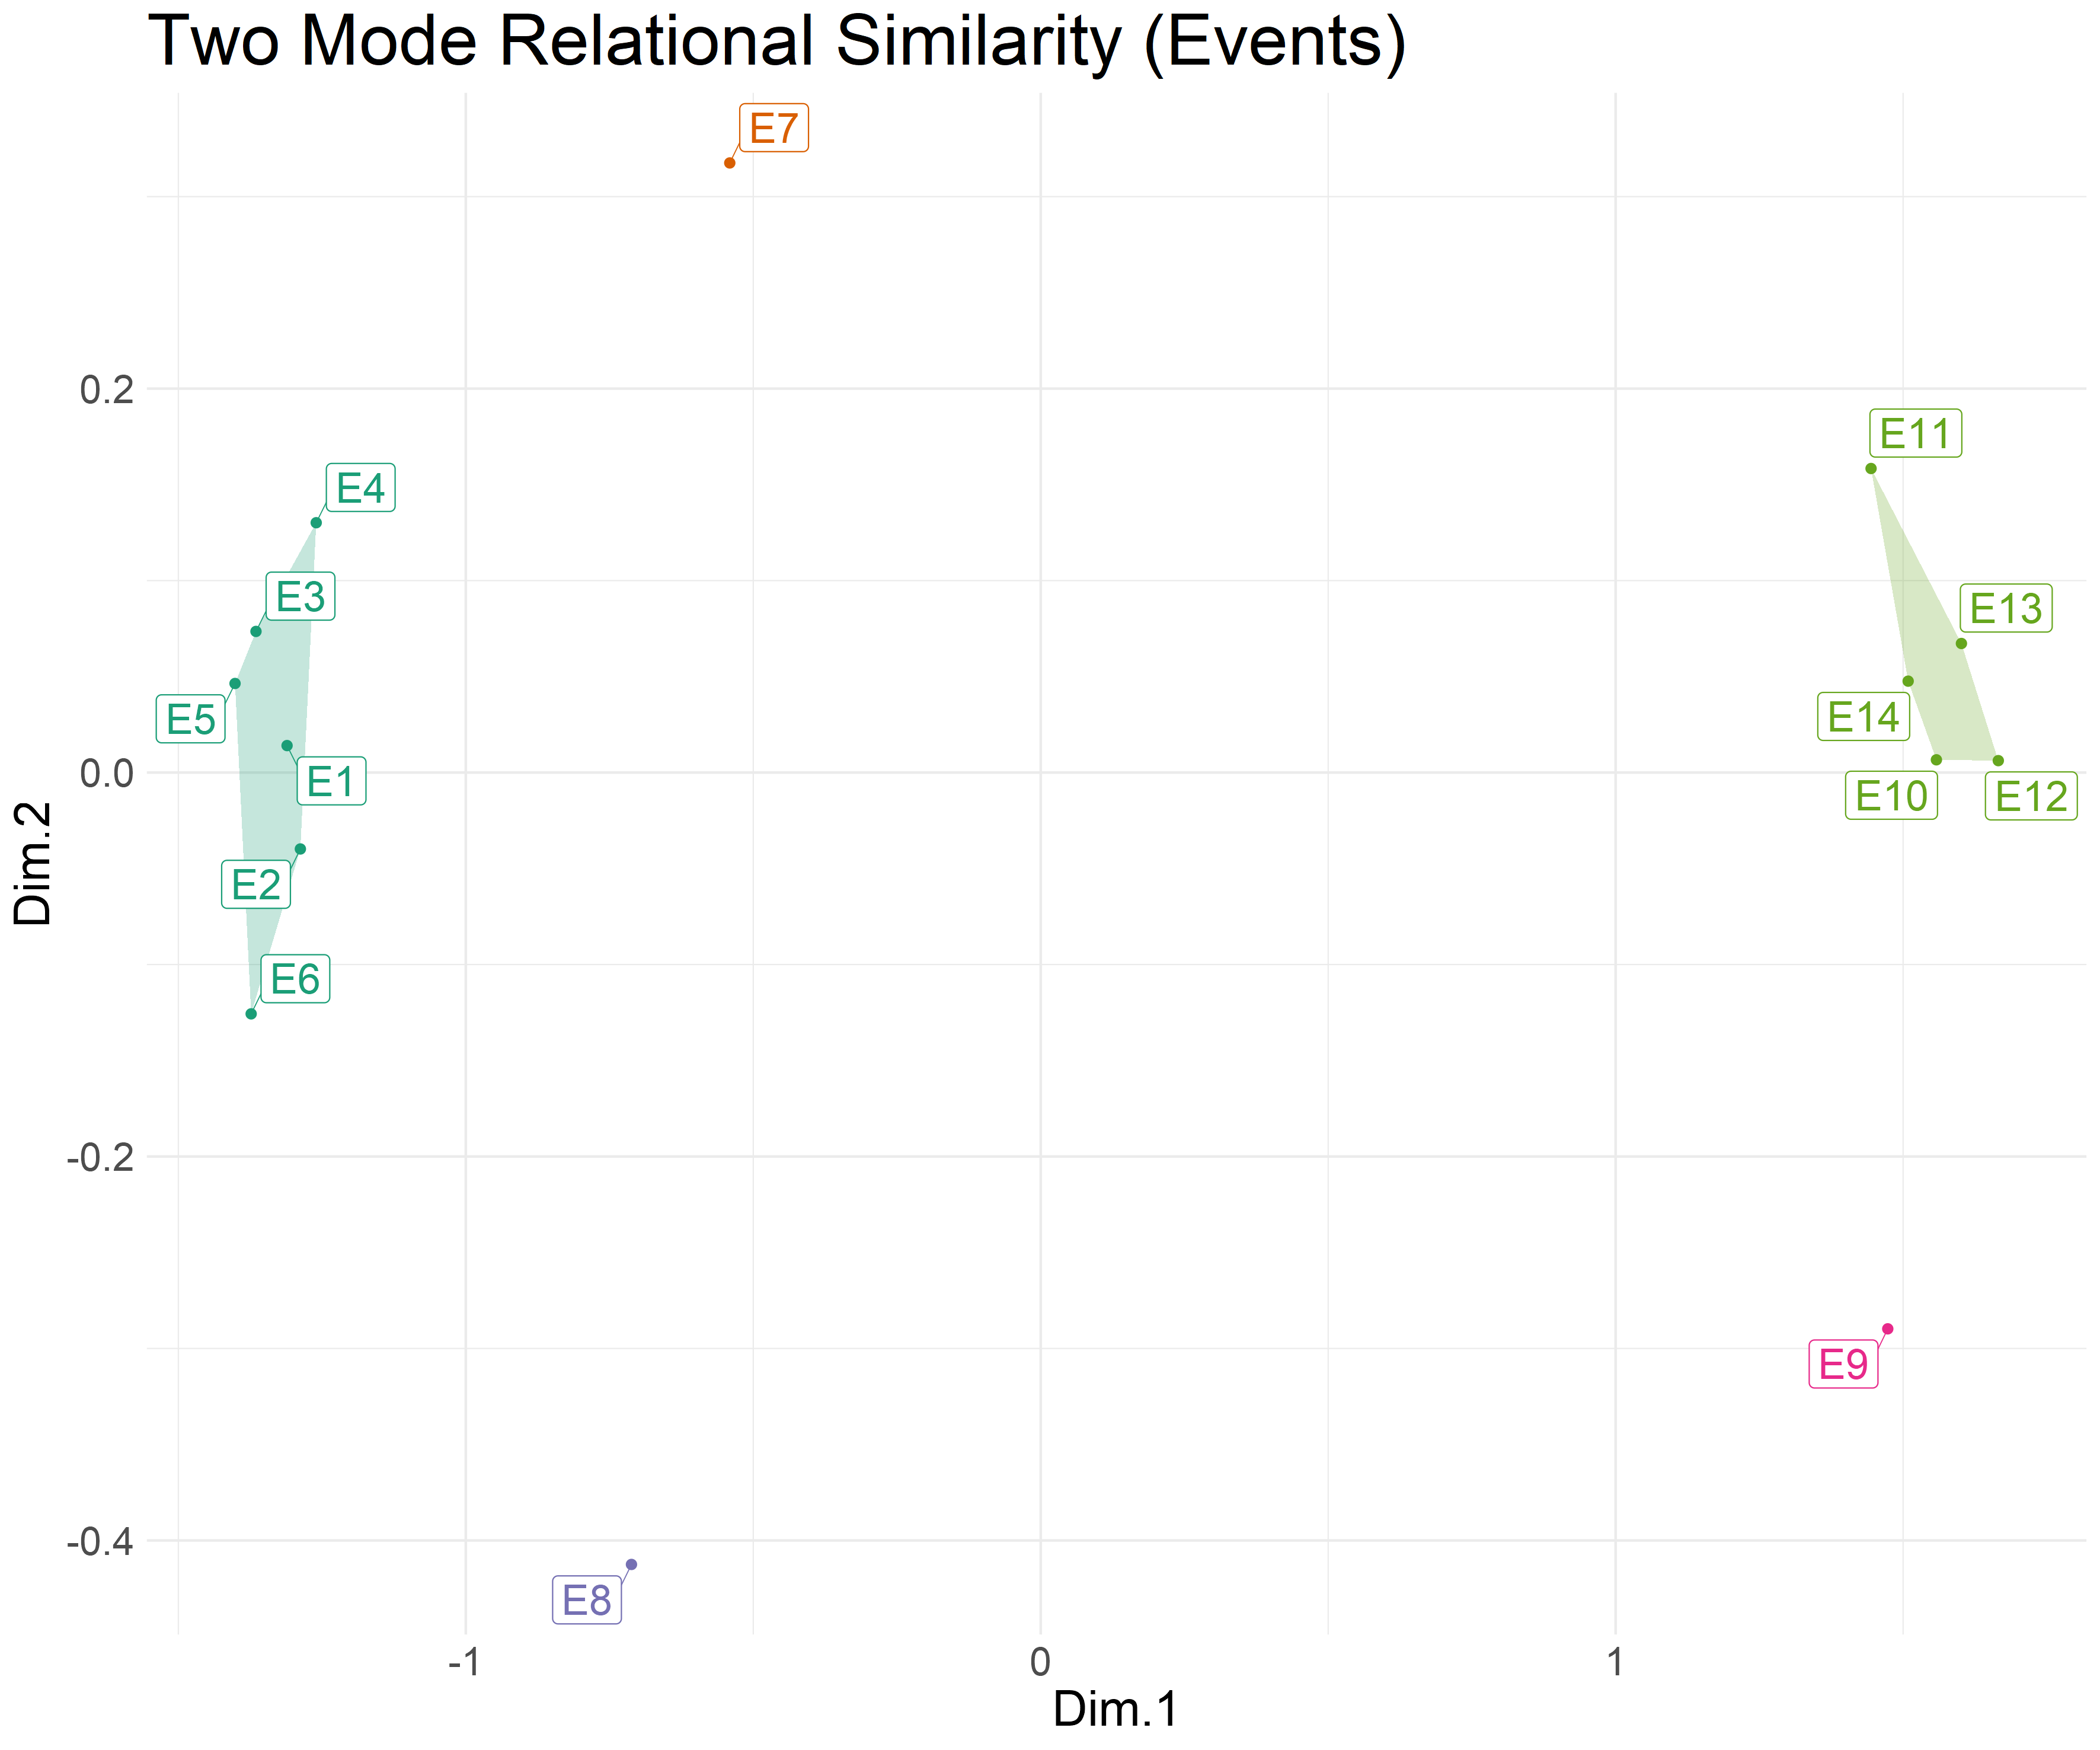 Two Mode Relational Similarity (Events)
E7
0.2
E11
E4
E3
E13
E5
E14
0.0
E1
E10
E12
Dim.2
E2
E6
-0.2
E9
-0.4
E8
-1
0
1
Dim.1